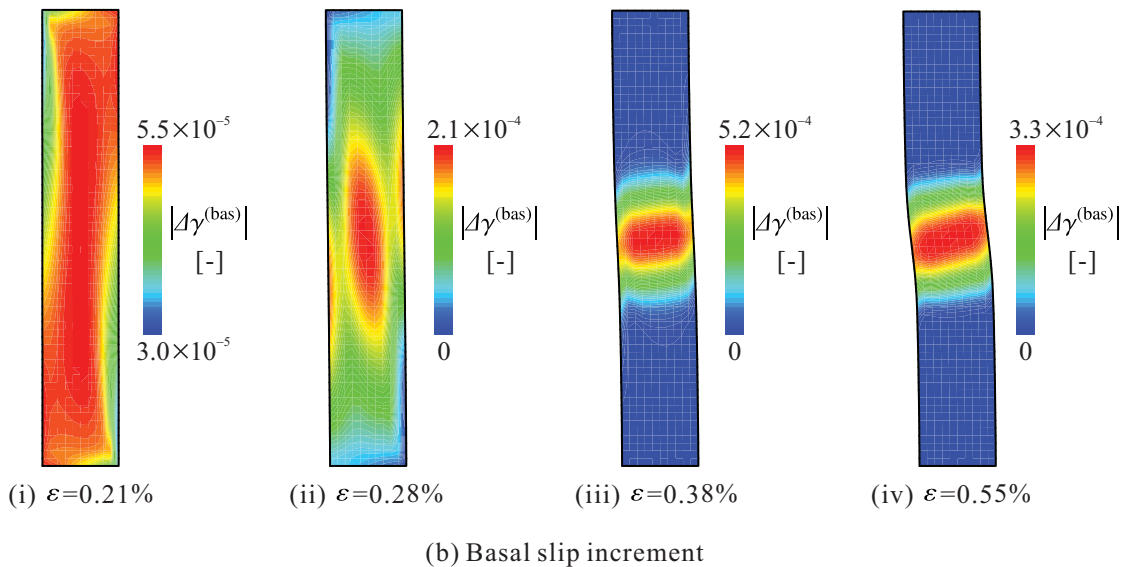 5.5×10⁻⁵
|Δγ⁽ᵇᵃˢ⁾|
[-]
3.0×10⁻⁵
2.1×10⁻⁴
|Δγ⁽ᵇᵃˢ⁾|
[-]
0
5.2×10⁻⁴
|Δγ⁽ᵇᵃˢ⁾|
[-]
0
3.3×10⁻⁴
|Δγ⁽ᵇᵃˢ⁾|
[-]
0
(i) ε=0.21%
(ii) ε=0.28%
(iii) ε=0.38%
(iv) ε=0.55%
(b) Basal slip increment